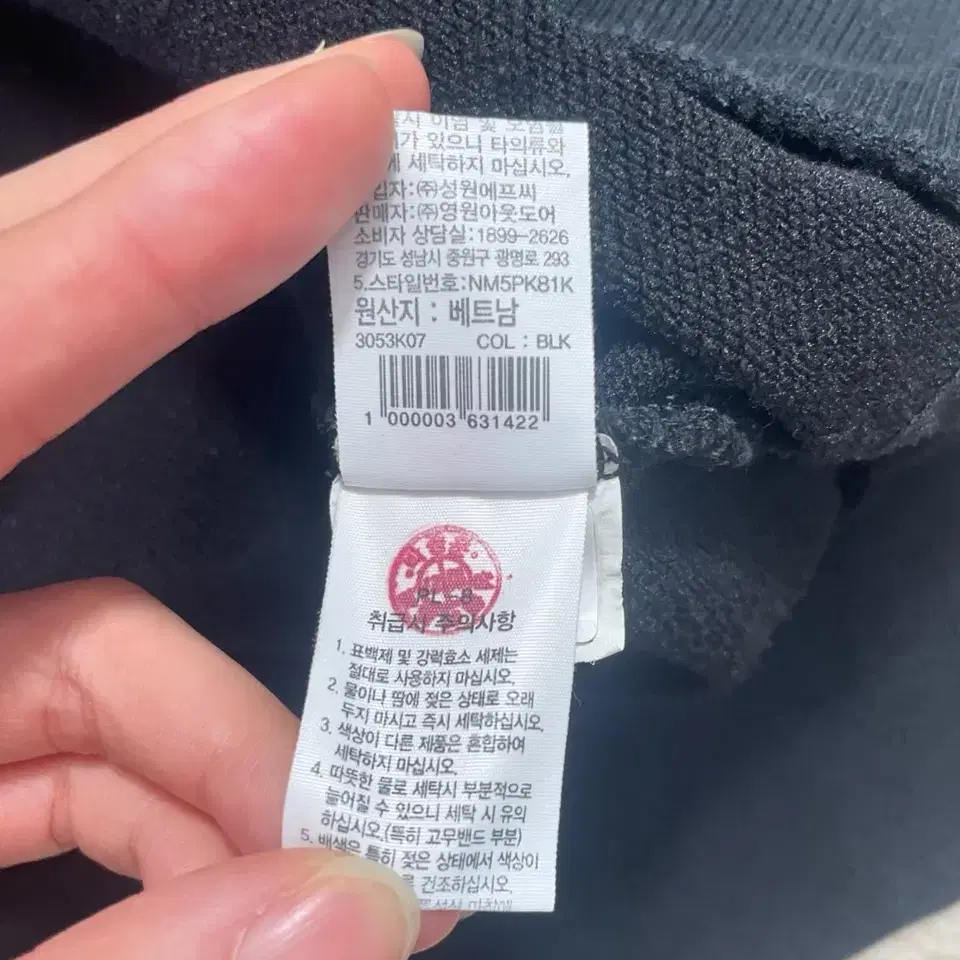 가 있으니 타의류와
세탁하지 마십시오.
입자:㈜성원에프씨
판매자:㈜영원아웃도어
소비자 상담실:1899-2626
경기도 성남시 중원구 광명로 293
5.스타일번호:NM5PK81K
원산지 : 베트남
3053K07 COL : BLK
1 000003 631422
PL-8
취급시 주의사항
1. 표백제 및 강력효소 세제는
절대로 사용하지 마십시오.
2. 물이나 땀에 젖은 상태로 오래
두지 마시고 즉시 세탁하십시오.
3. 색상이 다른 제품은 혼합하여
세탁하지 마십시오.
4. 따뜻한 물로 세탁시 부분적으로
늘어질 수 있으니 세탁 시 유의
하십시오.(특히 고무밴드 부분)
5. 배색은 특히 젖은 상태에서 색상이
건조하십시오.